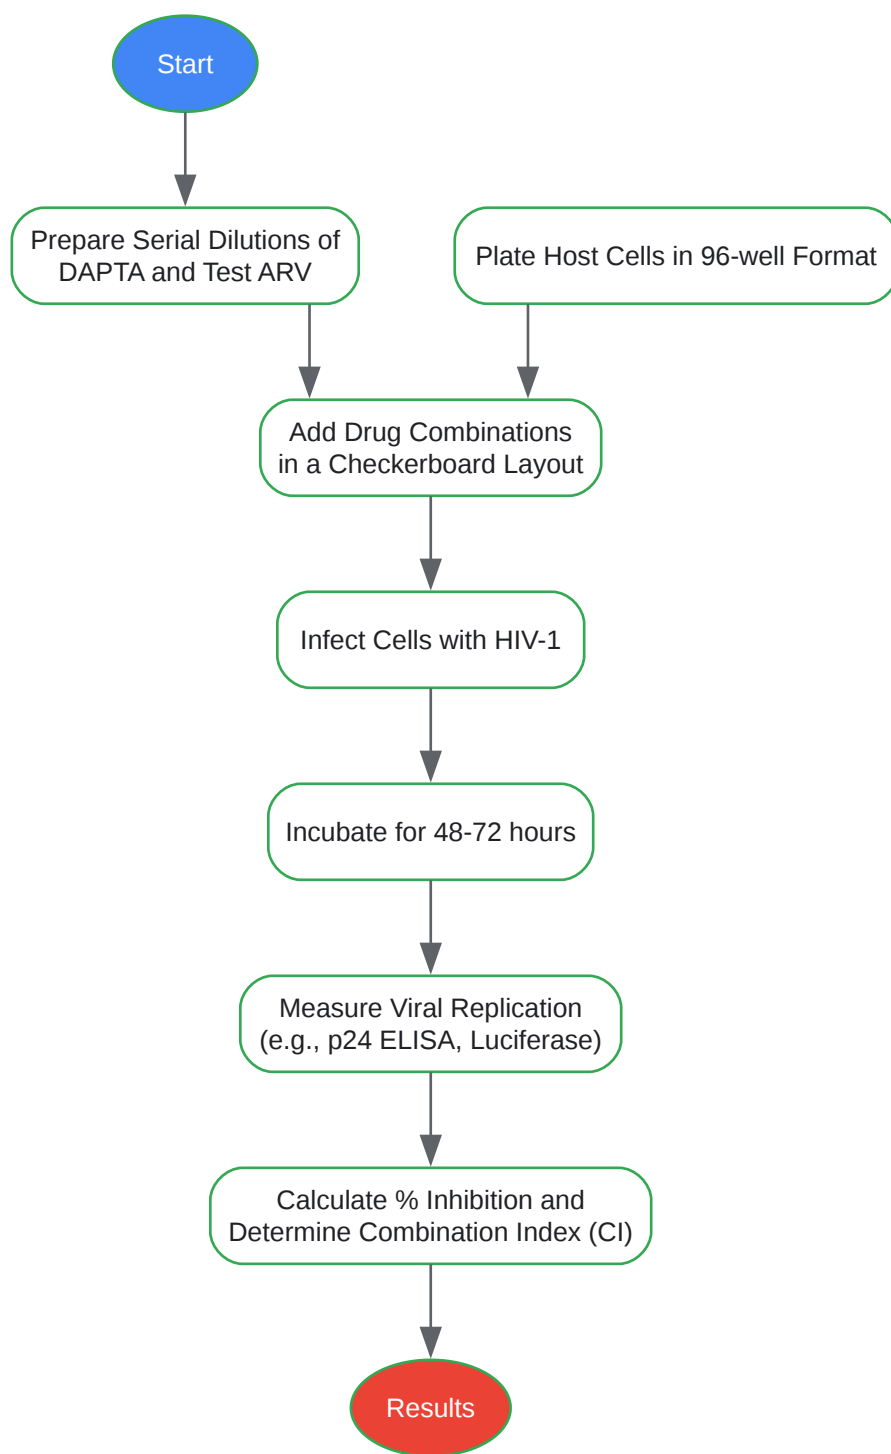 Start
Prepare Serial Dilutions of
DAPTA and Test ARV
Plate Host Cells in 96-well Format
Add Drug Combinations
in a Checkerboard Layout
Infect Cells with HIV-1
Incubate for 48-72 hours
Measure Viral Replication
(e.g., p24 ELISA, Luciferase)
Calculate % Inhibition and
Determine Combination Index (CI)
Results